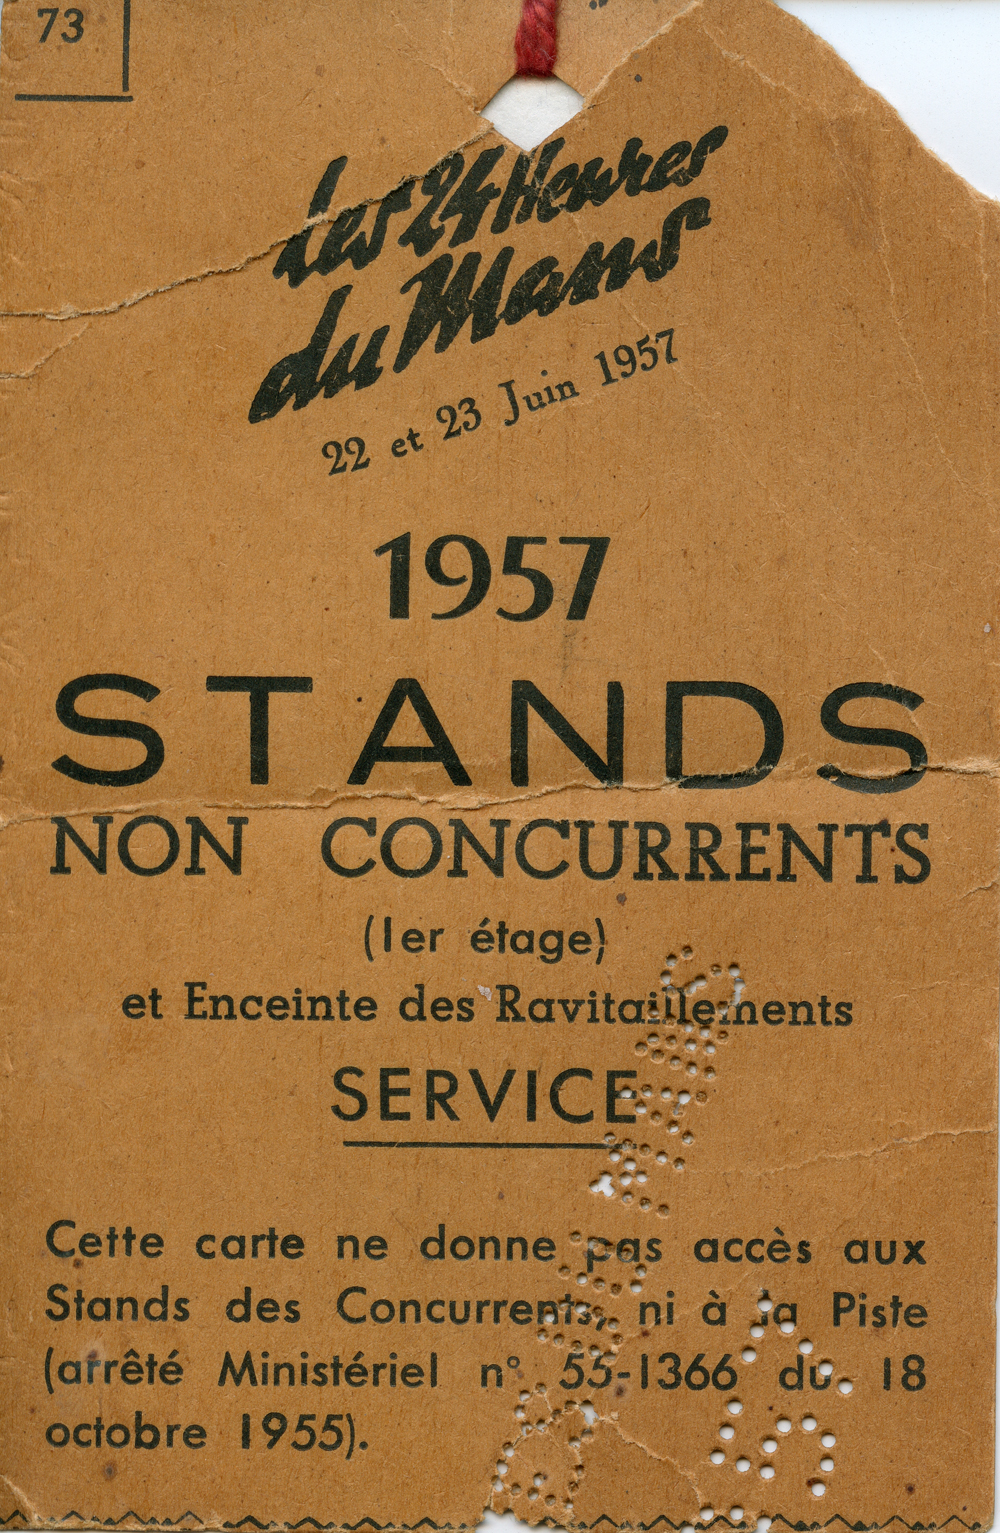 73
Les 24 Heures
du Mans
22 et 23 Juin 1957
1957
STANDS
NON CONCURRENTS
(1er étage)
et Enceinte des Ravitaillements
SERVICE
Cette carte ne donne pas accès aux
Stands des Concurrents, ni à la Piste
(arrêté Ministériel n° 55-1366 du 18
octobre 1955).